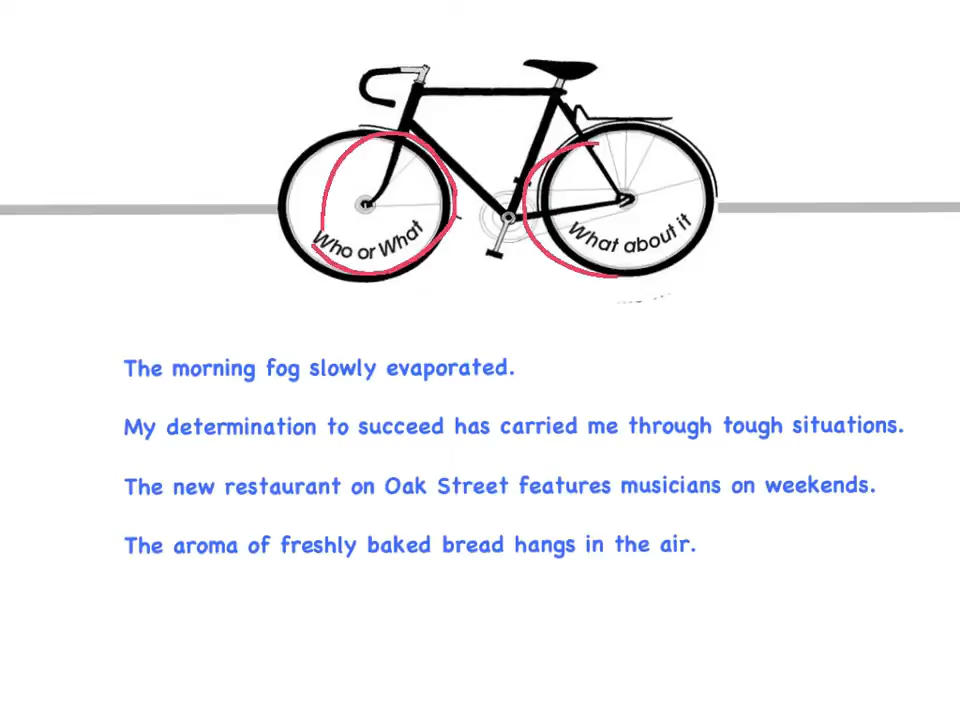 Who or What
What about it
The morning fog slowly evaporated.
My determination to succeed has carried me through tough situations.
The new restaurant on Oak Street features musicians on weekends.
The aroma of freshly baked bread hangs in the air.